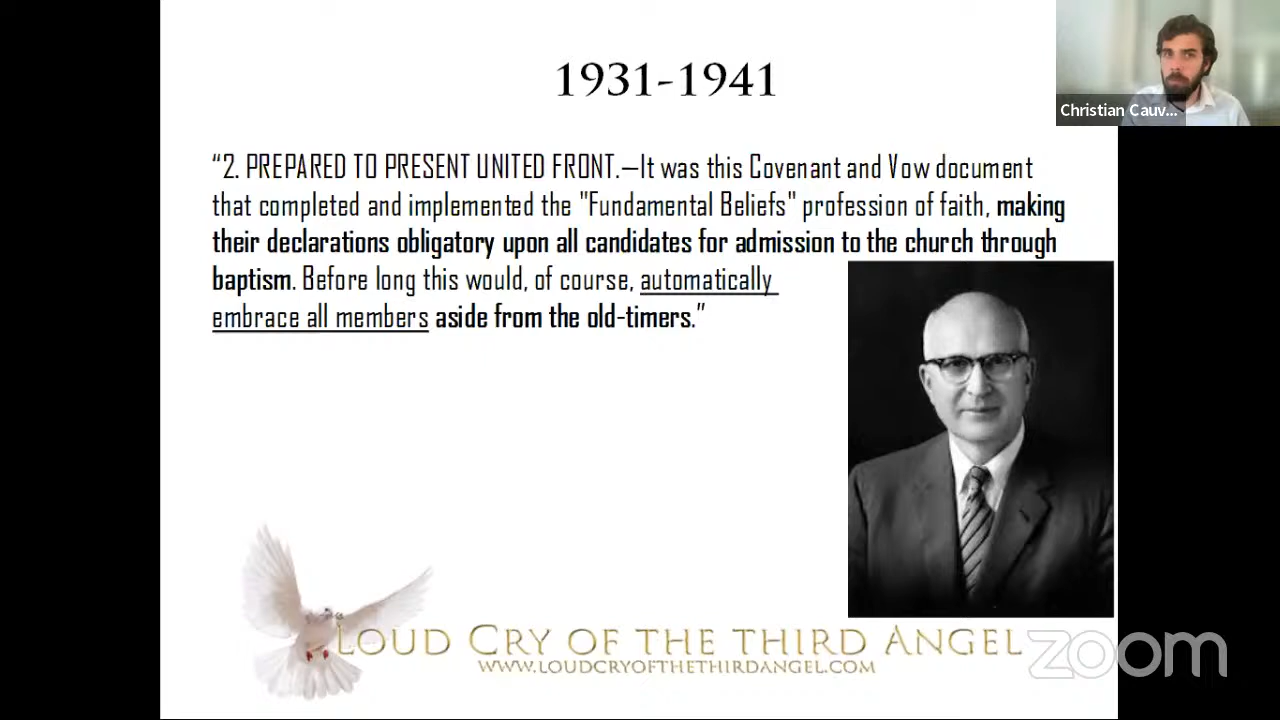 1931-1941
Christian Cauv...
“2. PREPARED TO PRESENT UNITED FRONT.—It was this Covenant and Vow document
that completed and implemented the "Fundamental Beliefs" profession of faith, making
their declarations obligatory upon all candidates for admission to the church through
baptism. Before long this would, of course, automatically
embrace all members aside from the old-timers.”
LOUD CRY OF THE THIRD ANGEL
WWW.LOUDCRYOFTHETHIRDANGEL.COM
zoom